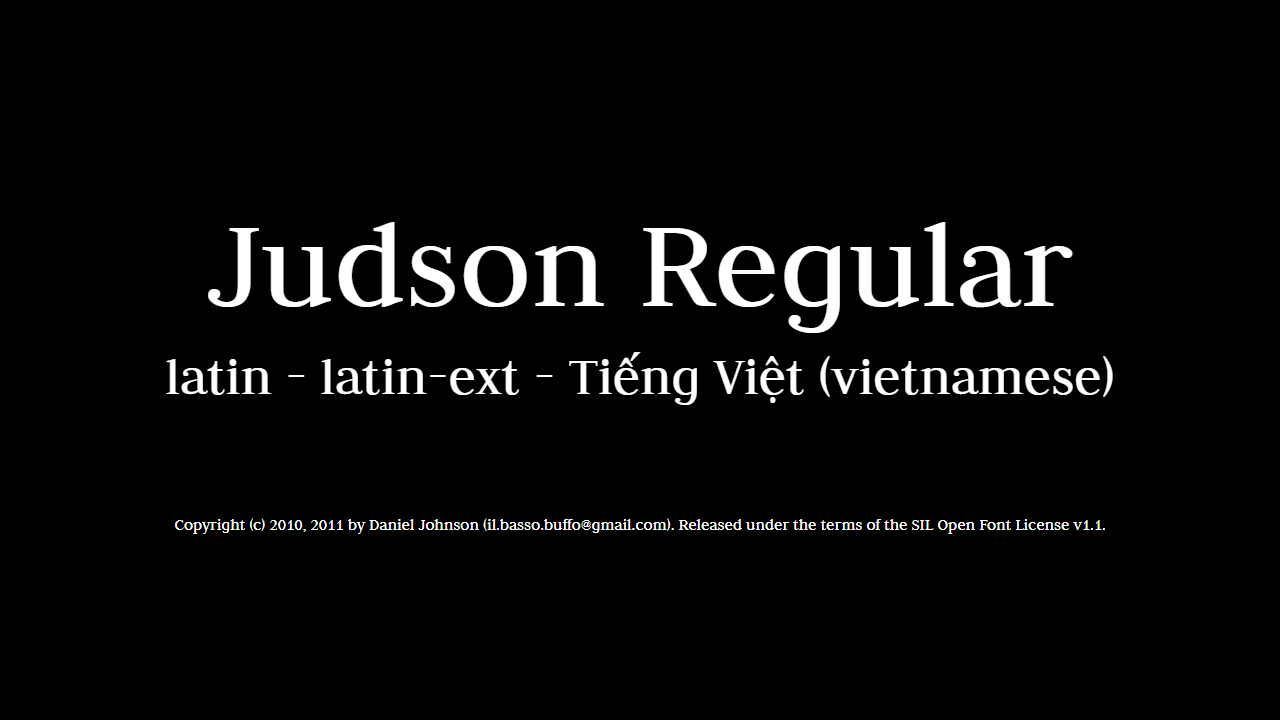 Judson Regular
latin - latin-ext - Tiếng Việt (vietnamese)
Copyright (c) 2010, 2011 by Daniel Johnson (il.basso.buffo@gmail.com). Released under the terms of the SIL Open Font License v1.1.